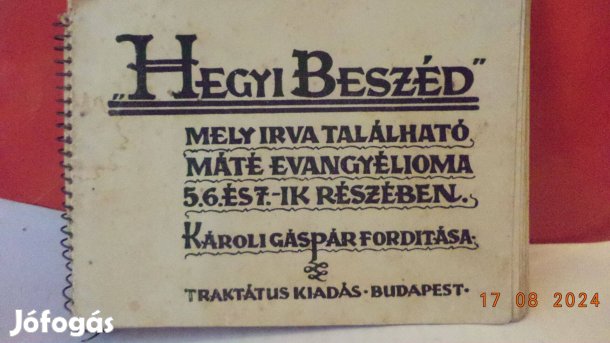 „HEGYI BESZÉD”
MELY IRVA TALÁLHATÓ
MÁTÉ EVANGYÉLIOMA
5.6. ÉS 7.-IK RÉSZÉBEN.
KÁROLI GÁSPÁR FORDITÁSA.
TRAKTÁTUS KIADÁS • BUDAPEST •
17 08 2024
Jófogás